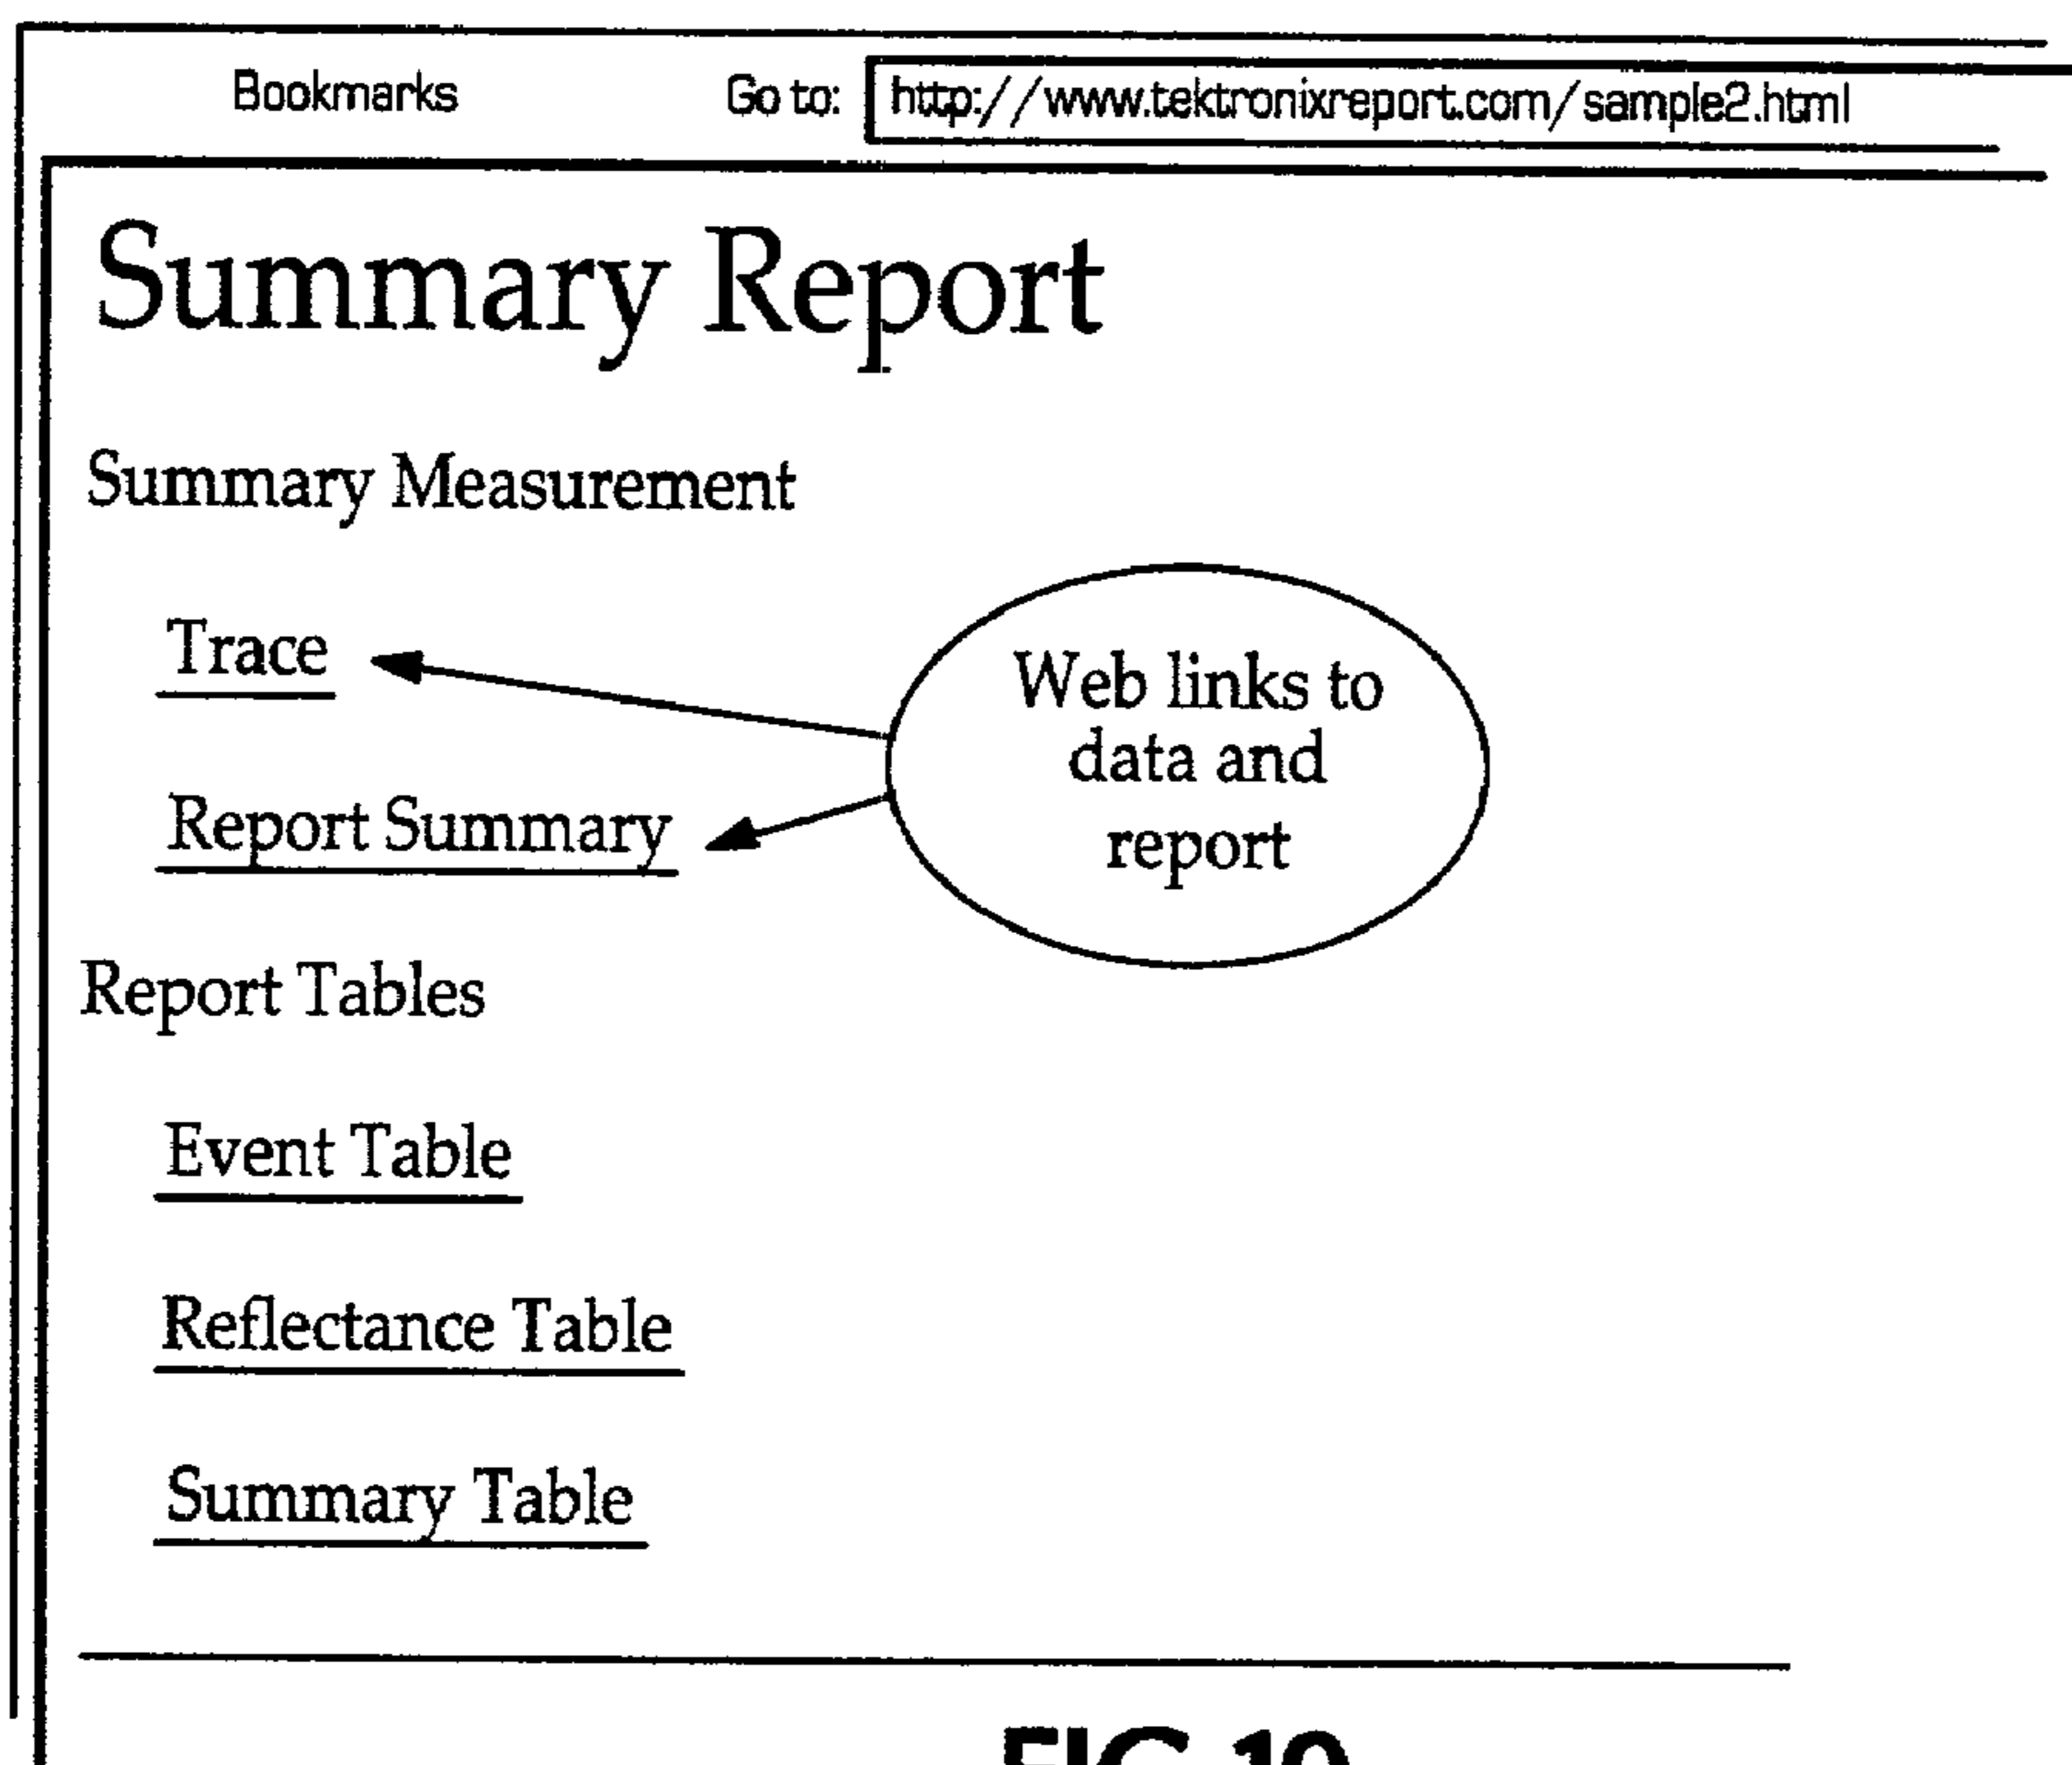 Bookmarks Go to: http://www.tektronixreport.com/sample2.html
Summary Report
Summary Measurement
Trace
Web links to
data and
report
Report Summary
Report Tables
Event Table
Reflectance Table
Summary Table